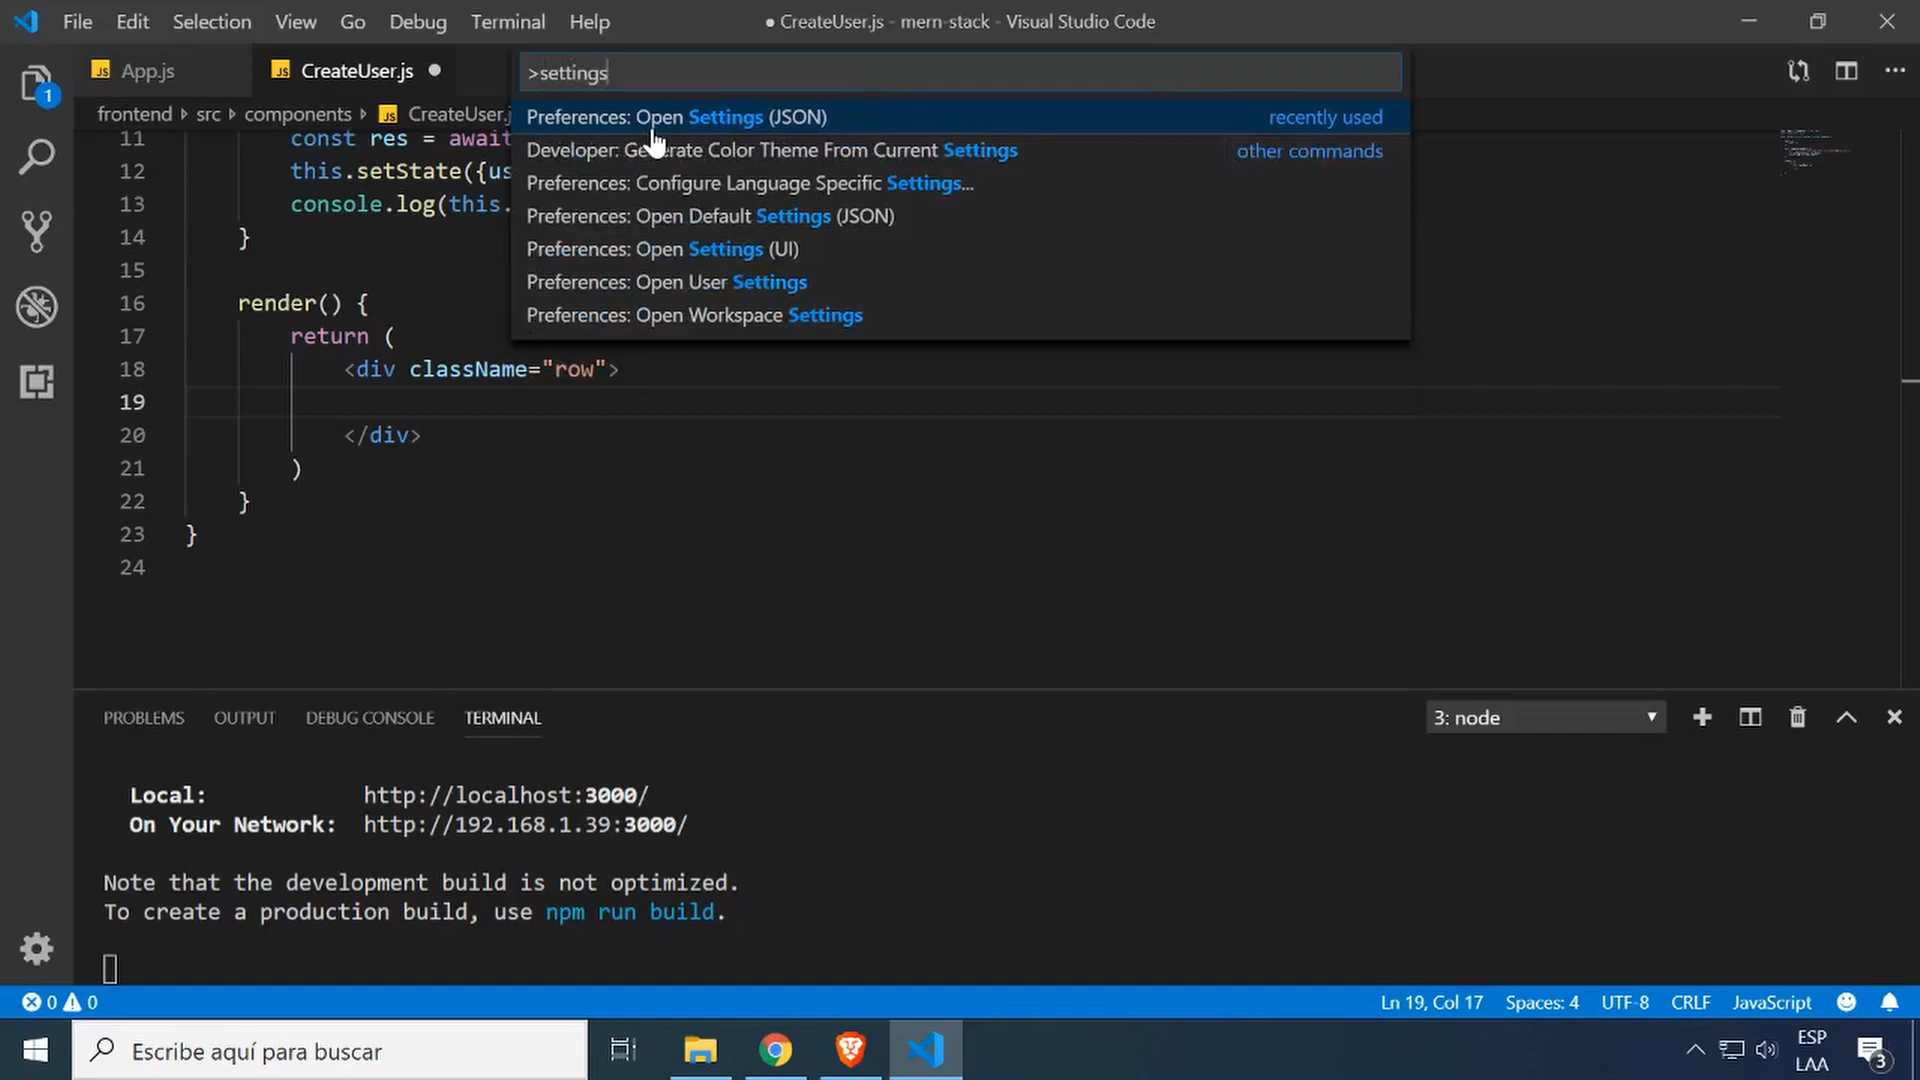 File Edit Selection View Go Debug Terminal Help
● CreateUser.js - mern-stack - Visual Studio Code
JS App.js
JS CreateUser.js ●
>settings
frontend src components JS CreateUser.j
Preferences: Open Settings (JSON) recently used
Developer: Generate Color Theme From Current Settings other commands
Preferences: Configure Language Specific Settings...
Preferences: Open Default Settings (JSON)
Preferences: Open Settings (UI)
Preferences: Open User Settings
Preferences: Open Workspace Settings
11 const res = await
12 this.setState({us
13 console.log(this.
14 }
15
16 render() {
17 return (
18 <div className="row">
19
20 </div>
21 )
22 }
23 }
24
1
PROBLEMS OUTPUT DEBUG CONSOLE TERMINAL
3: node
Local: http://localhost:3000/
On Your Network: http://192.168.1.39:3000/
Note that the development build is not optimized.
To create a production build, use npm run build.
0 0
Ln 19, Col 17 Spaces: 4 UTF-8 CRLF JavaScript
Escribe aquí para buscar
ESP
LAA
3